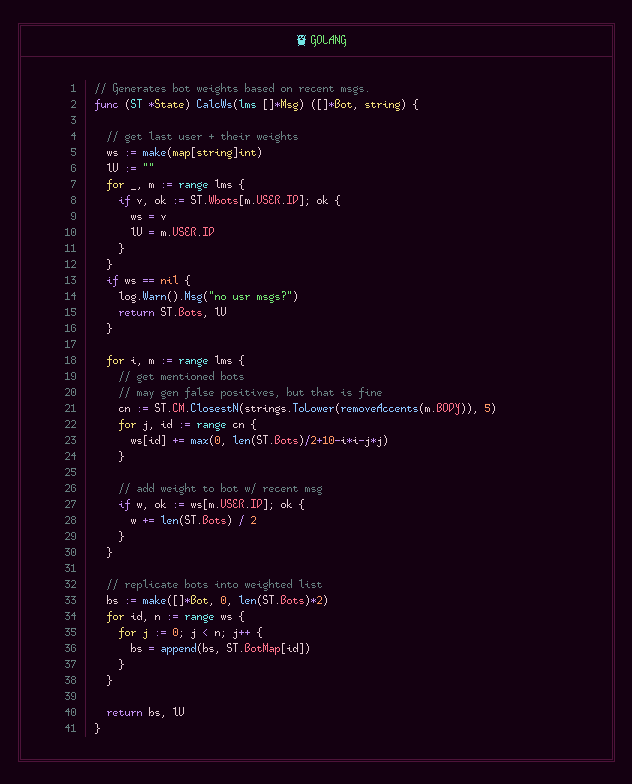 GOLANG
1 // Generates bot weights based on recent msgs.
2 func (ST *State) CalcWs(lms []*Msg) ([]*Bot, string) {
3
4 // get last user + their weights
5 ws := make(map[string]int)
6 lU := ""
7 for _, m := range lms {
8 if v, ok := ST.Wbots[m.USER.ID]; ok {
9 ws = v
10 lU = m.USER.ID
11 }
12 }
13 if ws == nil {
14 log.Warn().Msg("no usr msgs?")
15 return ST.Bots, lU
16 }
17
18 for i, m := range lms {
19 // get mentioned bots
20 // may gen false positives, but that is fine
21 cn := ST.CM.ClosestN(strings.ToLower(removeAccents(m.BODY)), 5)
22 for j, id := range cn {
23 ws[id] += max(0, len(ST.Bots)/2+10-i*i-j*j)
24 }
25
26 // add weight to bot w/ recent msg
27 if w, ok := ws[m.USER.ID]; ok {
28 w += len(ST.Bots) / 2
29 }
30 }
31
32 // replicate bots into weighted list
33 bs := make([]*Bot, 0, len(ST.Bots)*2)
34 for id, n := range ws {
35 for j := 0; j < n; j++ {
36 bs = append(bs, ST.BotMap[id])
37 }
38 }
39
40 return bs, lU
41 }